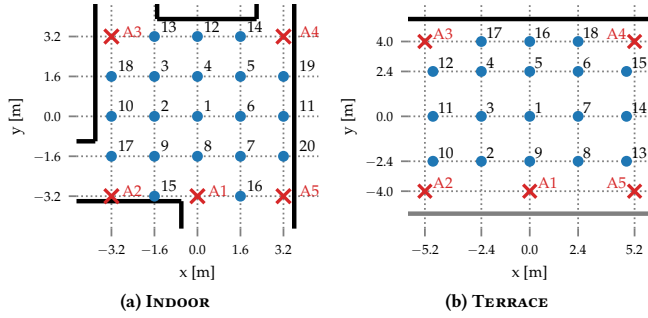 13 12 14
3.2 A3 A4
18 3 4 5 19
1.6
10 2 1 6 11
0.0
17 9 8 7 20
−1.6
15 16
−3.2 A2 A1 A5
−3.2 −1.6 0.0 1.6 3.2
x [m]
y [m]
(a) INDOOR
17 16 18
4.0 A3 A4
12 4 5 6 15
2.4
11 3 1 7 14
0.0
10 2 9 8 13
−2.4
−4.0 A2 A1 A5
−5.2 −2.4 0.0 2.4 5.2
x [m]
y [m]
(b) TERRACE